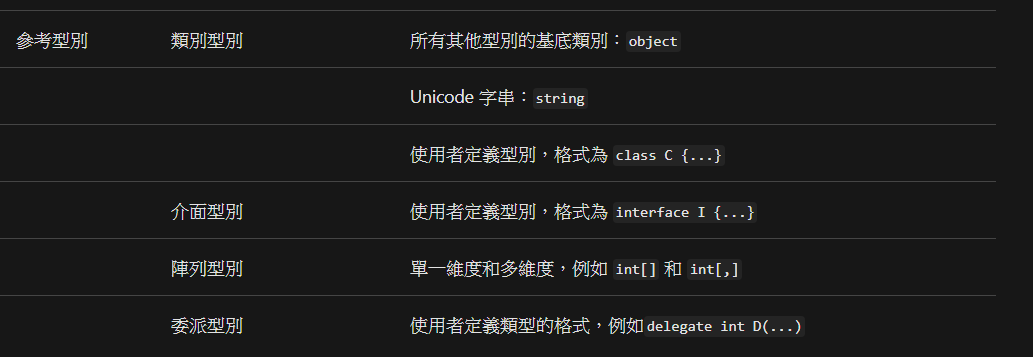 參考型別 類別型別 所有其他型別的基底類別：object
Unicode 字串：string
使用者定義型別，格式為 class C {...}
介面型別 使用者定義型別，格式為 interface I {...}
陣列型別 單一維度和多維度，例如 int[] 和 int[,]
委派型別 使用者定義類型的格式，例如delegate int D(...)